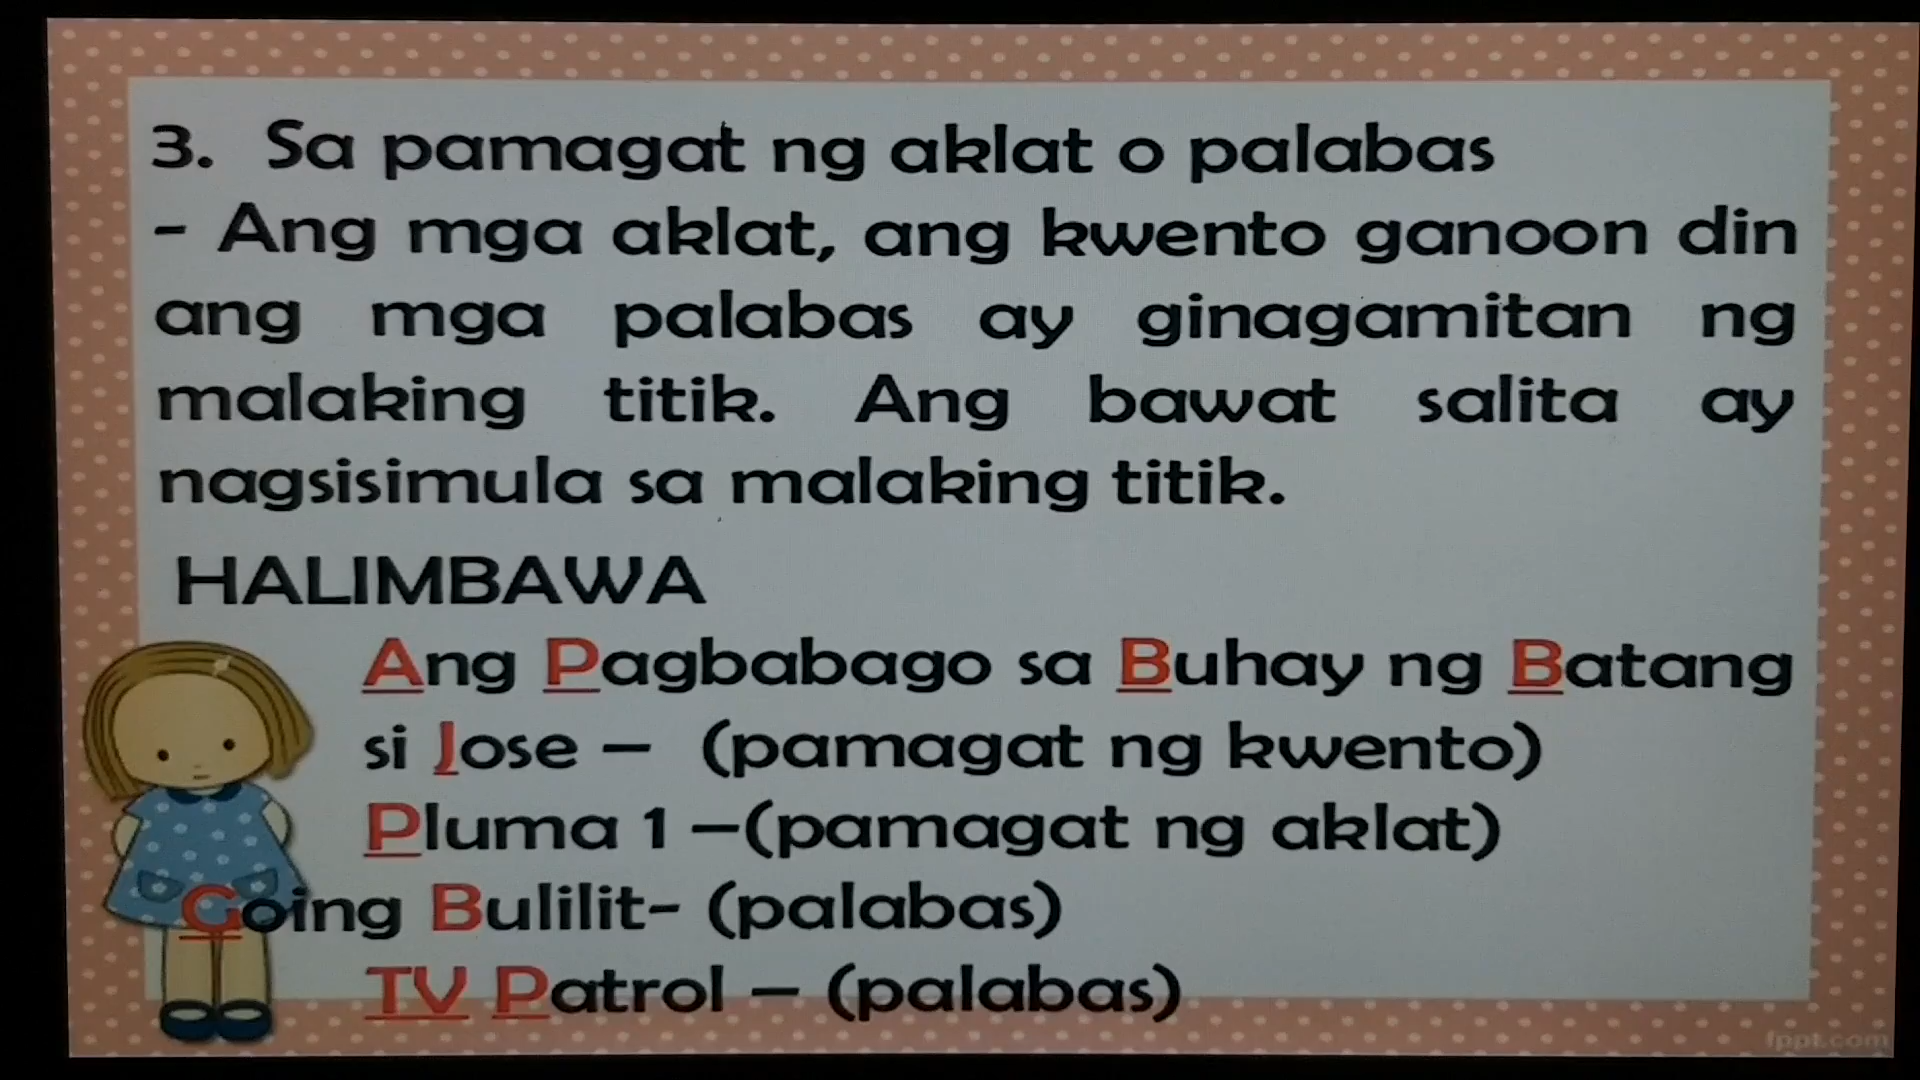 3. Sa pamagat ng aklat o palabas
- Ang mga aklat, ang kwento ganoon din
ang mga palabas ay ginagamitan ng
malaking titik. Ang bawat salita ay
nagsisimula sa malaking titik.
HALIMBAWA
Ang Pagbabago sa Buhay ng Batang
si Jose – (pamagat ng kwento)
Pluma 1 –(pamagat ng aklat)
Going Bulilit- (palabas)
TV Patrol – (palabas)
fppt.com